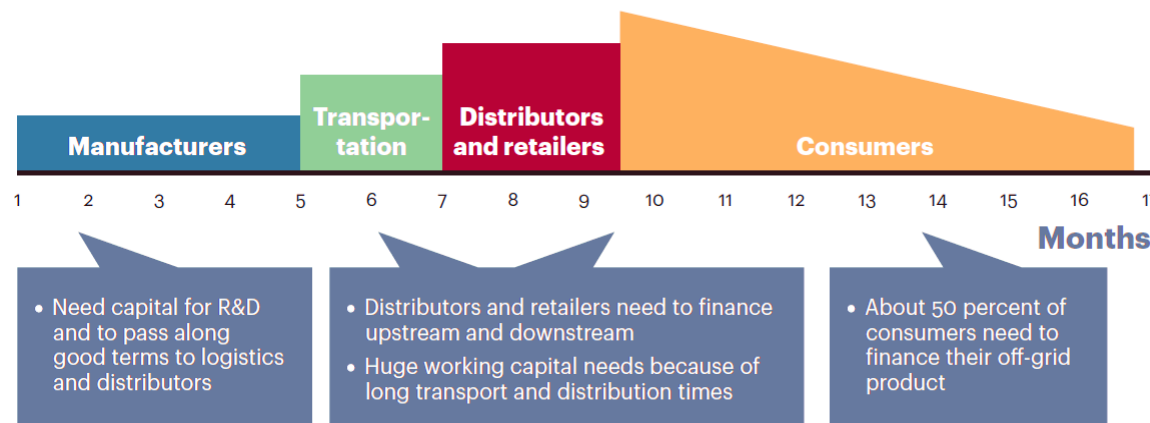 Transpor-
tation
Distributors
and retailers
Manufacturers
Consumers
1 2 3 4 5 6 7 8 9 10 11 12 13 14 15 16
Months
• Need capital for R&D
and to pass along
good terms to logistics
and distributors
• Distributors and retailers need to finance
upstream and downstream
• Huge working capital needs because of
long transport and distribution times
• About 50 percent of
consumers need to
finance their off-grid
product